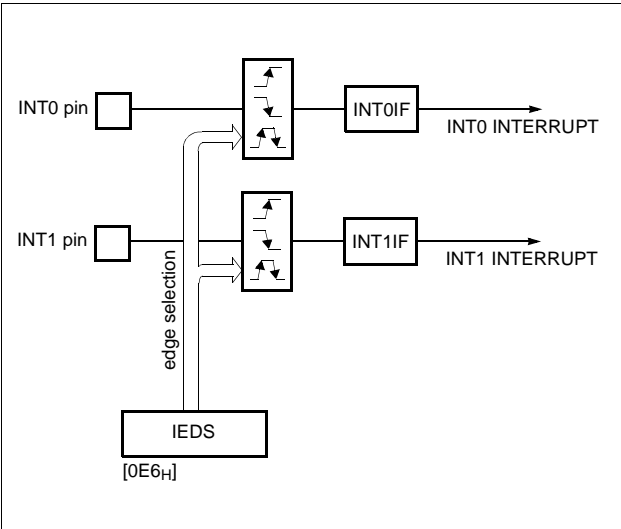 INT0 pin
INT0IF
INT0 INTERRUPT
INT1 pin
INT1IF
INT1 INTERRUPT
edge selection
IEDS
[0E6H]